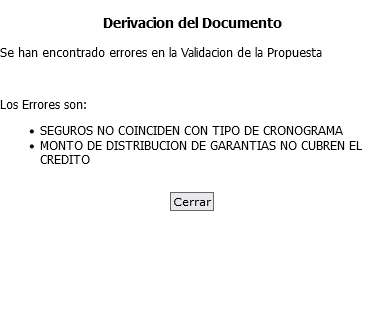 Derivacion del Documento
Se han encontrado errores en la Validacion de la Propuesta
Los Errores son:
• SEGUROS NO COINCIDEN CON TIPO DE CRONOGRAMA
• MONTO DE DISTRIBUCION DE GARANTIAS NO CUBREN EL
CREDITO
Cerrar